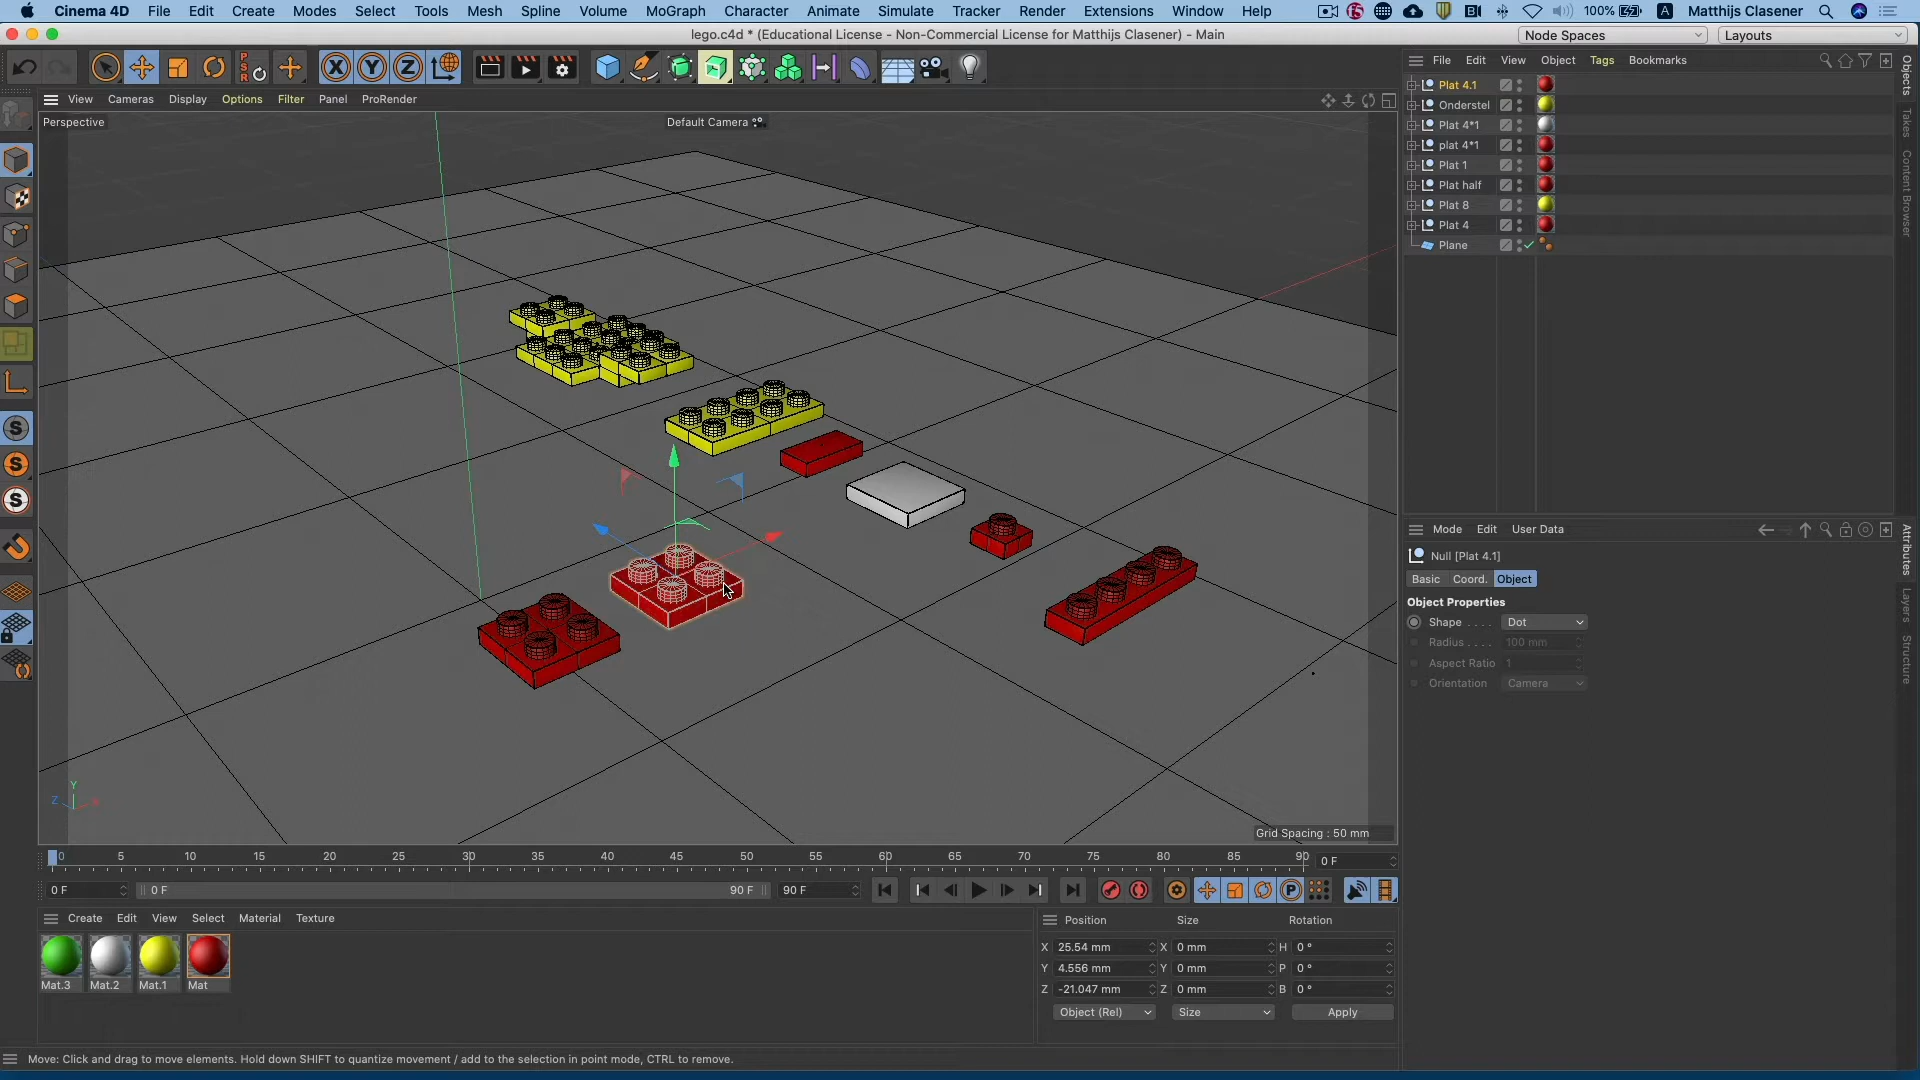 Cinema 4D File Edit Create Modes Select Tools Mesh Spline Volume MoGraph Character Animate Simulate Tracker Render Extensions Window Help 100% A Matthijs Clasener
lego.c4d * (Educational License - Non-Commercial License for Matthijs Clasener) - Main
Node Spaces
Layouts
PSR
X Y Z
File Edit View Object Tags Bookmarks
View Cameras Display Options Filter Panel ProRender
Perspective
Default Camera
Plat 4.1
Onderstel
Plat 4*1
plat 4*1
Plat 1
Plat half
Plat 8
Plat 4
Plane
Objects
Takes
Content Browser
S
S
S
Mode Edit User Data
Null [Plat 4.1]
Basic Coord. Object
Object Properties
Shape . . . . Dot
Radius . . . . 100 mm
Aspect Ratio 1
Orientation Camera
Attributes
Layers
Structure
Y
Z
Grid Spacing : 50 mm
0 5 10 15 20 25 30 35 40 45 50 55 60 65 70 75 80 85 90 0 F
0 F 0 F 90 F 90 F
P
Create Edit View Select Material Texture
Mat.3 Mat.2 Mat.1 Mat
Position Size Rotation
X 25.54 mm X 0 mm H 0 °
Y 4.556 mm Y 0 mm P 0 °
Z -21.047 mm Z 0 mm B 0 °
Object (Rel) Size Apply
Move: Click and drag to move elements. Hold down SHIFT to quantize movement / add to the selection in point mode, CTRL to remove.